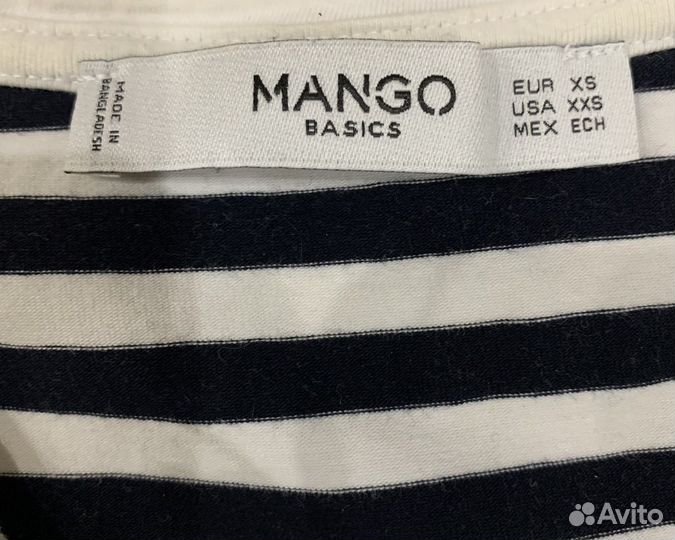 MADE IN
BANGLADESH
MANGO
BASICS
EUR XS
USA XXS
MEX ECH
Avito